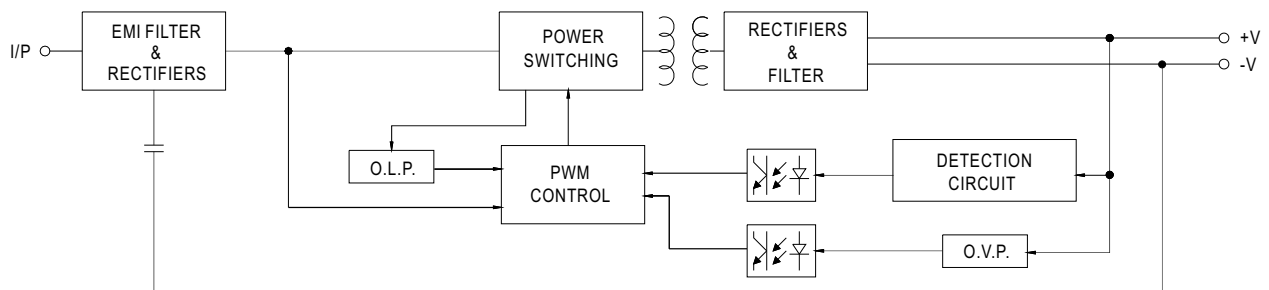 I/P
EMI FILTER
&
RECTIFIERS
POWER
SWITCHING
RECTIFIERS
&
FILTER
+V
-V
O.L.P.
PWM
CONTROL
DETECTION
CIRCUIT
O.V.P.